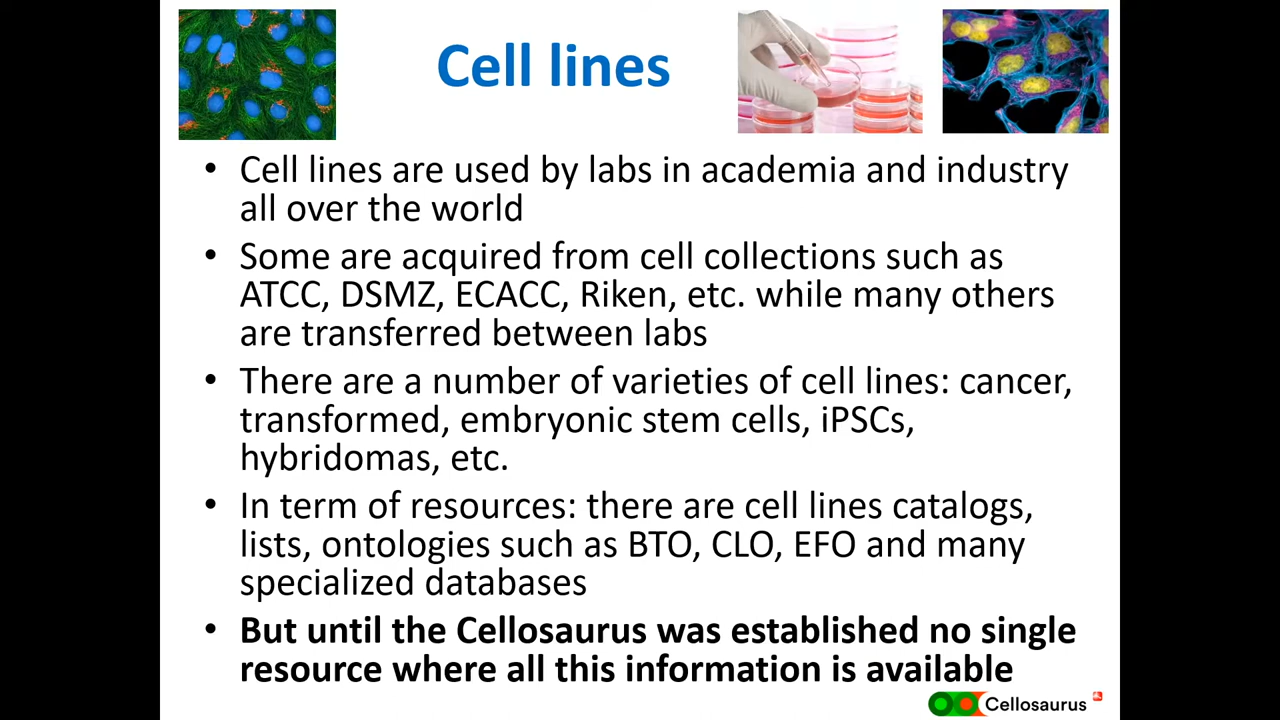 Cell lines
• Cell lines are used by labs in academia and industry
all over the world
• Some are acquired from cell collections such as
ATCC, DSMZ, ECACC, Riken, etc. while many others
are transferred between labs
• There are a number of varieties of cell lines: cancer,
transformed, embryonic stem cells, iPSCs,
hybridomas, etc.
• In term of resources: there are cell lines catalogs,
lists, ontologies such as BTO, CLO, EFO and many
specialized databases
• But until the Cellosaurus was established no single
resource where all this information is available
Cellosaurus